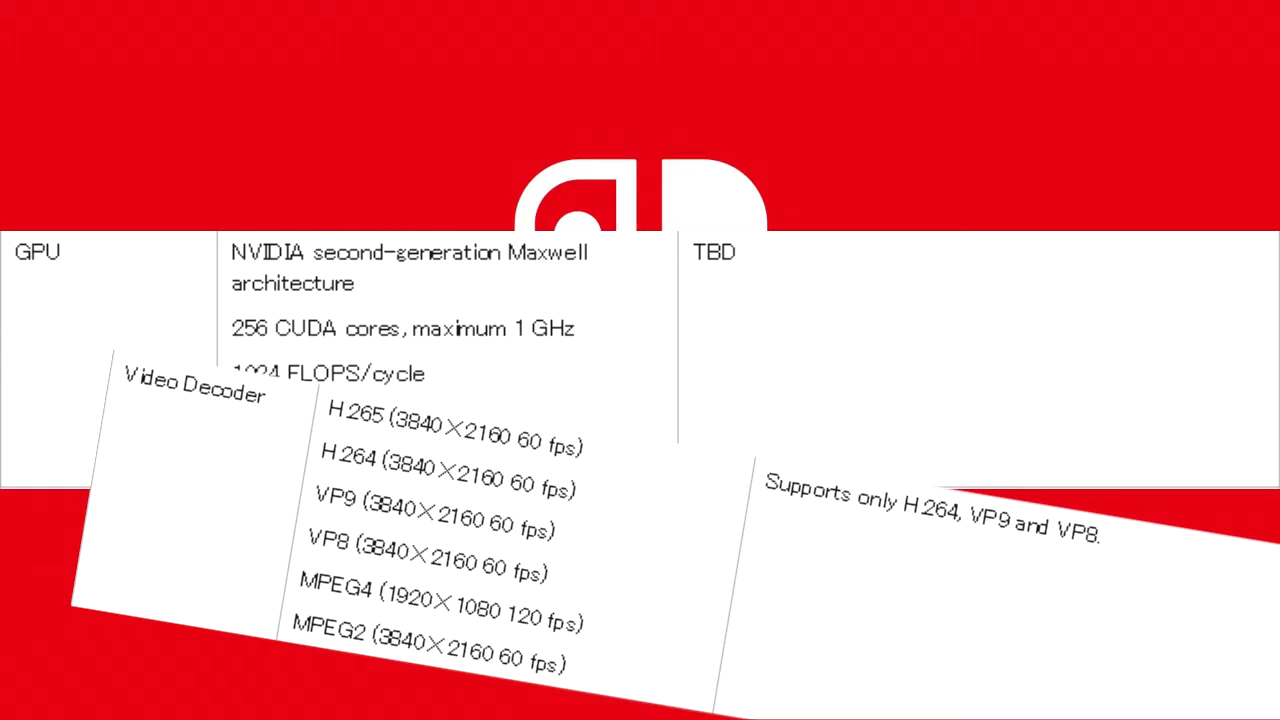 GPU
NVIDIA second-generation Maxwell
architecture
TBD
256 CUDA cores, maximum 1 GHz
1024 FLOPS/cycle
Video Decoder
H.265 (3840×2160 60 fps)
H.264 (3840×2160 60 fps)
VP9 (3840×2160 60 fps)
VP8 (3840×2160 60 fps)
MPEG4 (1920×1080 120 fps)
MPEG2 (3840×2160 60 fps)
Supports only H.264, VP9 and VP8.